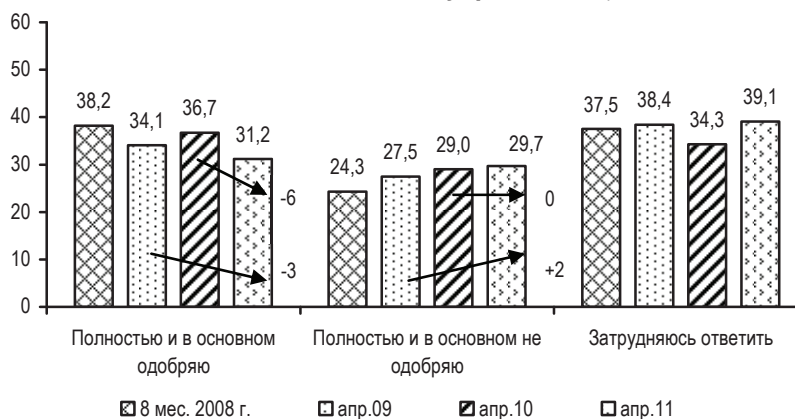 60
50
40
30
20
10
0
38,2
34,1
36,7
31,2
-6
-3
24,3
27,5
29,0
29,7
0
+2
37,5
38,4
34,3
39,1
Полностью и в основном
одобряю
Полностью и в основном не
одобряю
Затрудняюсь ответить
8 мес. 2008 г.
апр.09
апр.10
апр.11